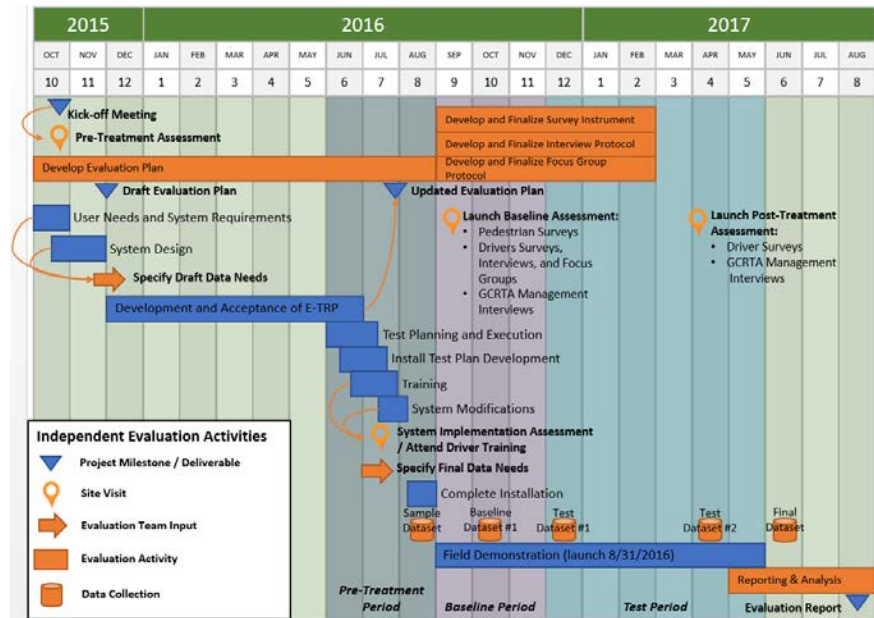 2015 2016 2017
OCT NOV DEC JAN FEB MAR APR MAY JUN JUL AUG SEP OCT NOV DEC JAN FEB MAR APR MAY JUN JUL AUG
10 11 12 1 2 3 4 5 6 7 8 9 10 11 12 1 2 3 4 5 6 7 8
Kick-off Meeting
Pre-Treatment Assessment
Develop and Finalize Survey Instrument
Develop and Finalize Interview Protocol
Develop and Finalize Focus Group
Protocol
Develop Evaluation Plan
Draft Evaluation Plan
Updated Evaluation Plan
User Needs and System Requirements
System Design
Specify Draft Data Needs
Launch Baseline Assessment:
• Pedestrian Surveys
• Drivers Surveys,
Interviews, and Focus
Groups
• GCRTA Management
Interviews
Launch Post-Treatment
Assessment:
• Driver Surveys
• GCRTA Management
Interviews
Development and Acceptance of E-TRP
Test Planning and Execution
Install Test Plan Development
Training
System Modifications
System Implementation Assessment
/ Attend Driver Training
Specify Final Data Needs
Complete Installation
Sample
Dataset
Baseline
Dataset #1
Test
Dataset #1
Test
Dataset #2
Final
Dataset
Field Demonstration (launch 8/31/2016)
Reporting & Analysis
Pre-Treatment
Period
Baseline Period
Test Period
Evaluation Report
Independent Evaluation Activities
Project Milestone / Deliverable
Site Visit
Evaluation Team Input
Evaluation Activity
Data Collection